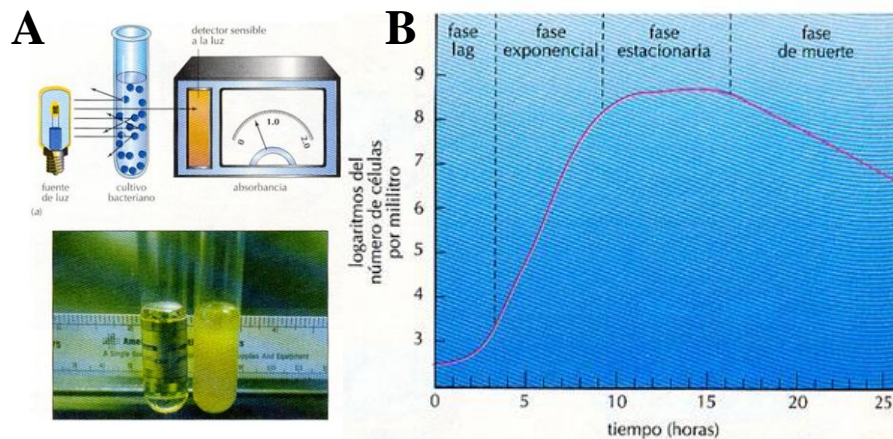 A
detector sensible
a la luz
1.0
0
2.0
fuente
de luz
cultivo
bacteriano
absorbancia
(a)
B
fase
lag
fase
exponencial
fase
estacionaria
fase
de muerte
logaritmos del
número de células
por mililitro
9
8
7
6
5
4
3
0
5
10
15
20
25
tiempo (horas)